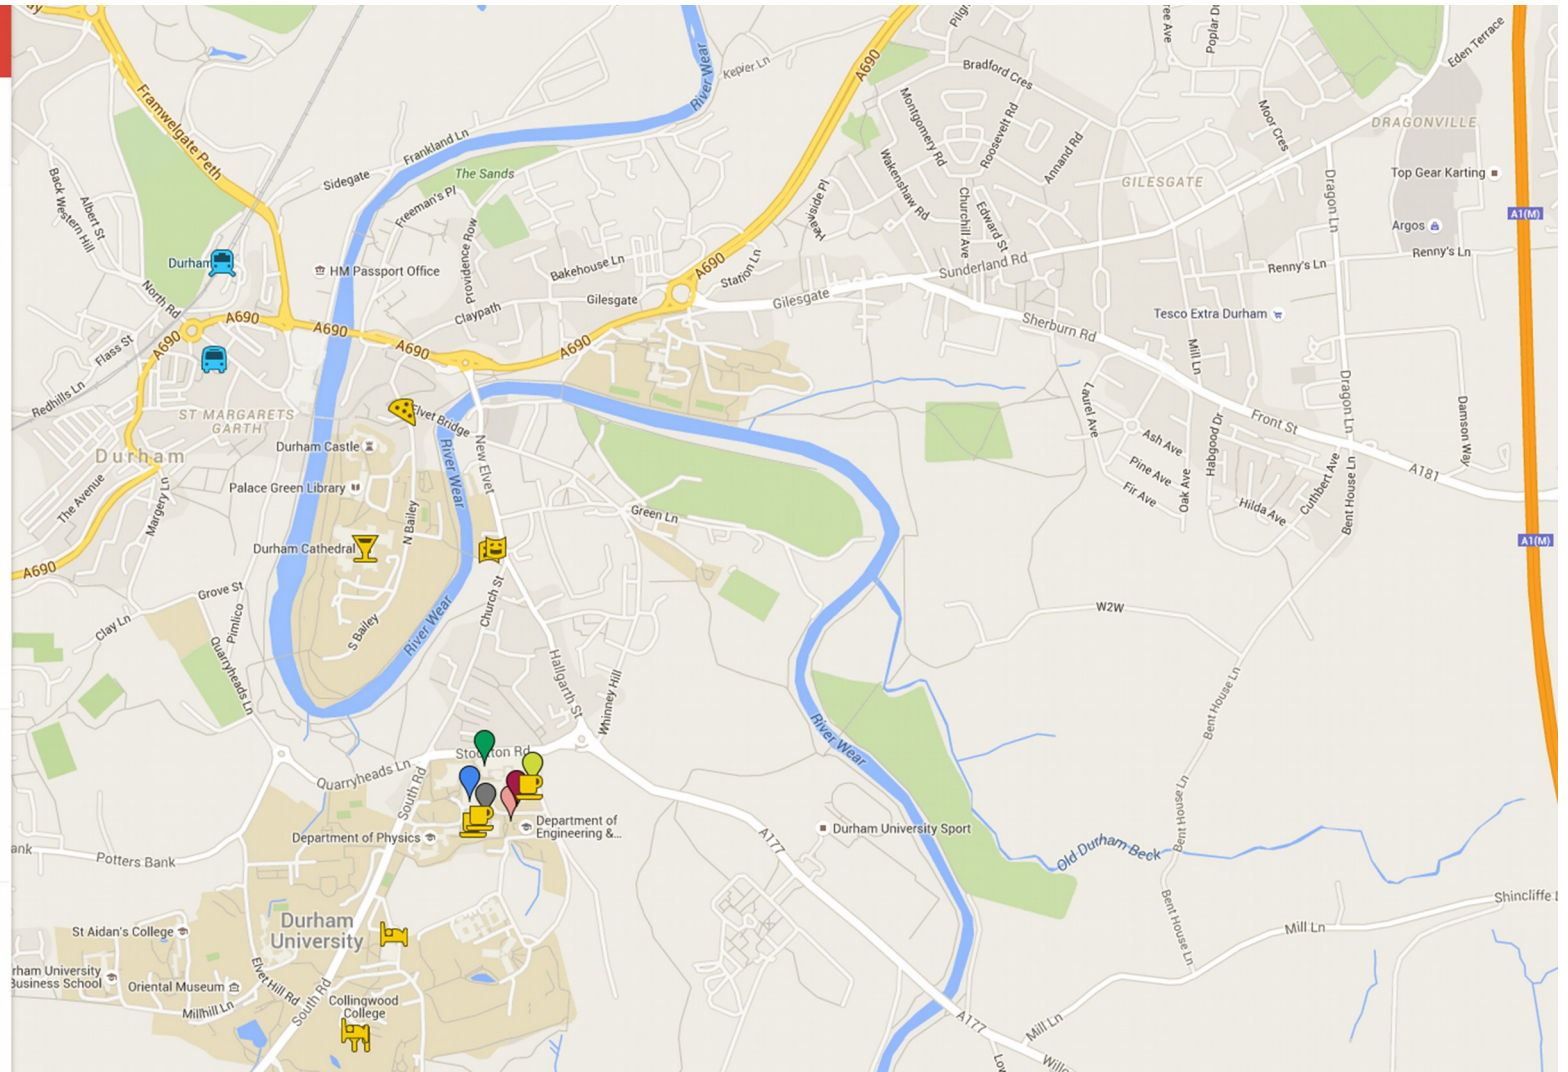 Framwelgate Peth
River Wear
Kepier Ln
A690
Bradford Cres
Eden Terrace
Montgomery Rd
Roosevelt Rd
Annand Rd
Moor Cres
DRAGONVILLE
Frankland Ln
Sidegate
The Sands
Freeman's Pl
Wakenshaw Rd
GILESGATE
Top Gear Karting
Back Western Hill
Albert St
Providence Row
Churchill Ave
Edward St
Dragon Ln
A1(M)
Argos
Durham
HM Passport Office
Bakehouse Ln
A690
Station Ln
Sunderland Rd
Renny's Ln
Renny's Ln
North Rd
Claypath
Gilesgate
Gilesgate
Tesco Extra Durham
Sherburn Rd
A690
A690
A690
A690
A690
Flass St
Mill Ln
Redhills Ln
ST MARGARETS
GARTH
Elvet Bridge
Laurel Ave
Dragon Ln
Front St
Damson Way
Durham Castle
New Elvet
Ash Ave
Habgood Dr
Durham
River Wear
Pine Ave
Oak Ave
Cuthbert Ave
A181
The Avenue
Margery Ln
Palace Green Library
Fir Ave
Hilda Ave
Bent House Ln
N Bailey
Green Ln
Durham Cathedral
A1(M)
A690
Grove St
Church St
W2W
Clay Ln
Pimlico
S Bailey
River Wear
Quarryheads Ln
Hallgarth St
Whinney Hill
Bent House Ln
River Wear
Quarryheads Ln
South Rd
Department of Physics
Department of
Engineering &...
A177
Durham University Sport
Bent House Ln
Old Durham Beck
Potters Bank
St Aidan's College
Durham
University
Mill Ln
Bent House Ln
Elvet Hill Rd
Oriental Museum
South Rd
Collingwood
College
Millhill Ln
A177
Mill Ln